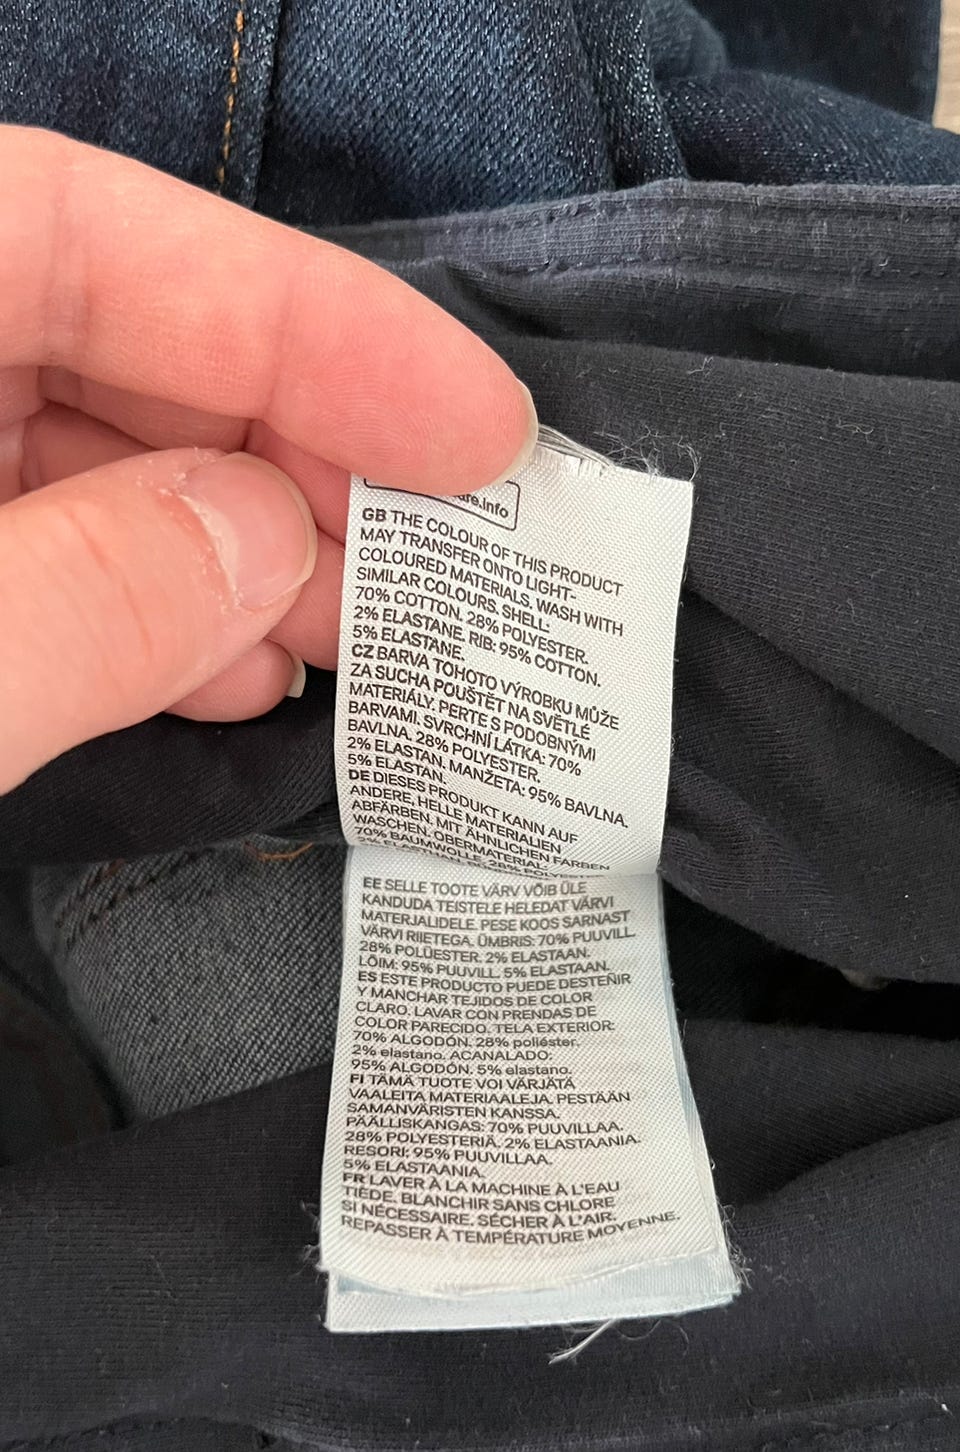 are.info
GB THE COLOUR OF THIS PRODUCT
MAY TRANSFER ONTO LIGHT-
COLOURED MATERIALS. WASH WITH
SIMILAR COLOURS. SHELL:
70% COTTON. 28% POLYESTER.
2% ELASTANE. RIB: 95% COTTON.
5% ELASTANE.
CZ BARVA TOHOTO VÝROBKU MŮŽE
ZA SUCHA POUŠTĚT NA SVĚTLÉ
MATERIÁLY. PERTE S PODOBNÝMI
BARVAMI. SVRCHNÍ LÁTKA: 70%
BAVLNA. 28% POLYESTER.
2% ELASTAN. MANŽETA: 95% BAVLNA.
5% ELASTAN.
DE DIESES PRODUKT KANN AUF
ANDERE, HELLE MATERIALIEN
ABFÄRBEN. MIT ÄHNLICHEN FARBEN
WASCHEN. OBERMATERIAL:
70% BAUMWOLLE. 28% POLYESTER.
2% ELASTHAN.
EE SELLE TOOTE VÄRV VÕIB ÜLE
KANDUDA TEISTELE HELEDAT VÄRVI
MATERJALIDELE. PESE KOOS SARNAST
VÄRVI RIIETEGA. ÜMBRIS: 70% PUUVILL.
28% POLÜESTER. 2% ELASTAAN.
LÕIM: 95% PUUVILL. 5% ELASTAAN.
ES ESTE PRODUCTO PUEDE DESTEÑIR
Y MANCHAR TEJIDOS DE COLOR
CLARO. LAVAR CON PRENDAS DE
COLOR PARECIDO. TELA EXTERIOR:
70% ALGODÓN. 28% poliéster.
2% elastano. ACANALADO:
95% ALGODÓN. 5% elastano.
FI TÄMÄ TUOTE VOI VÄRJÄTÄ
VAALEITA MATERIAALEJA. PESTÄÄN
SAMANVÄRISTEN KANSSA.
PÄÄLLISKANGAS: 70% PUUVILLAA.
28% POLYESTERIÄ. 2% ELASTAANIA.
RESORI: 95% PUUVILLAA.
5% ELASTAANIA.
FR LAVER À LA MACHINE À L'EAU
TIÈDE. BLANCHIR SANS CHLORE
SI NÉCESSAIRE. SÉCHER À L'AIR.
REPASSER À TEMPÉRATURE MOYENNE.